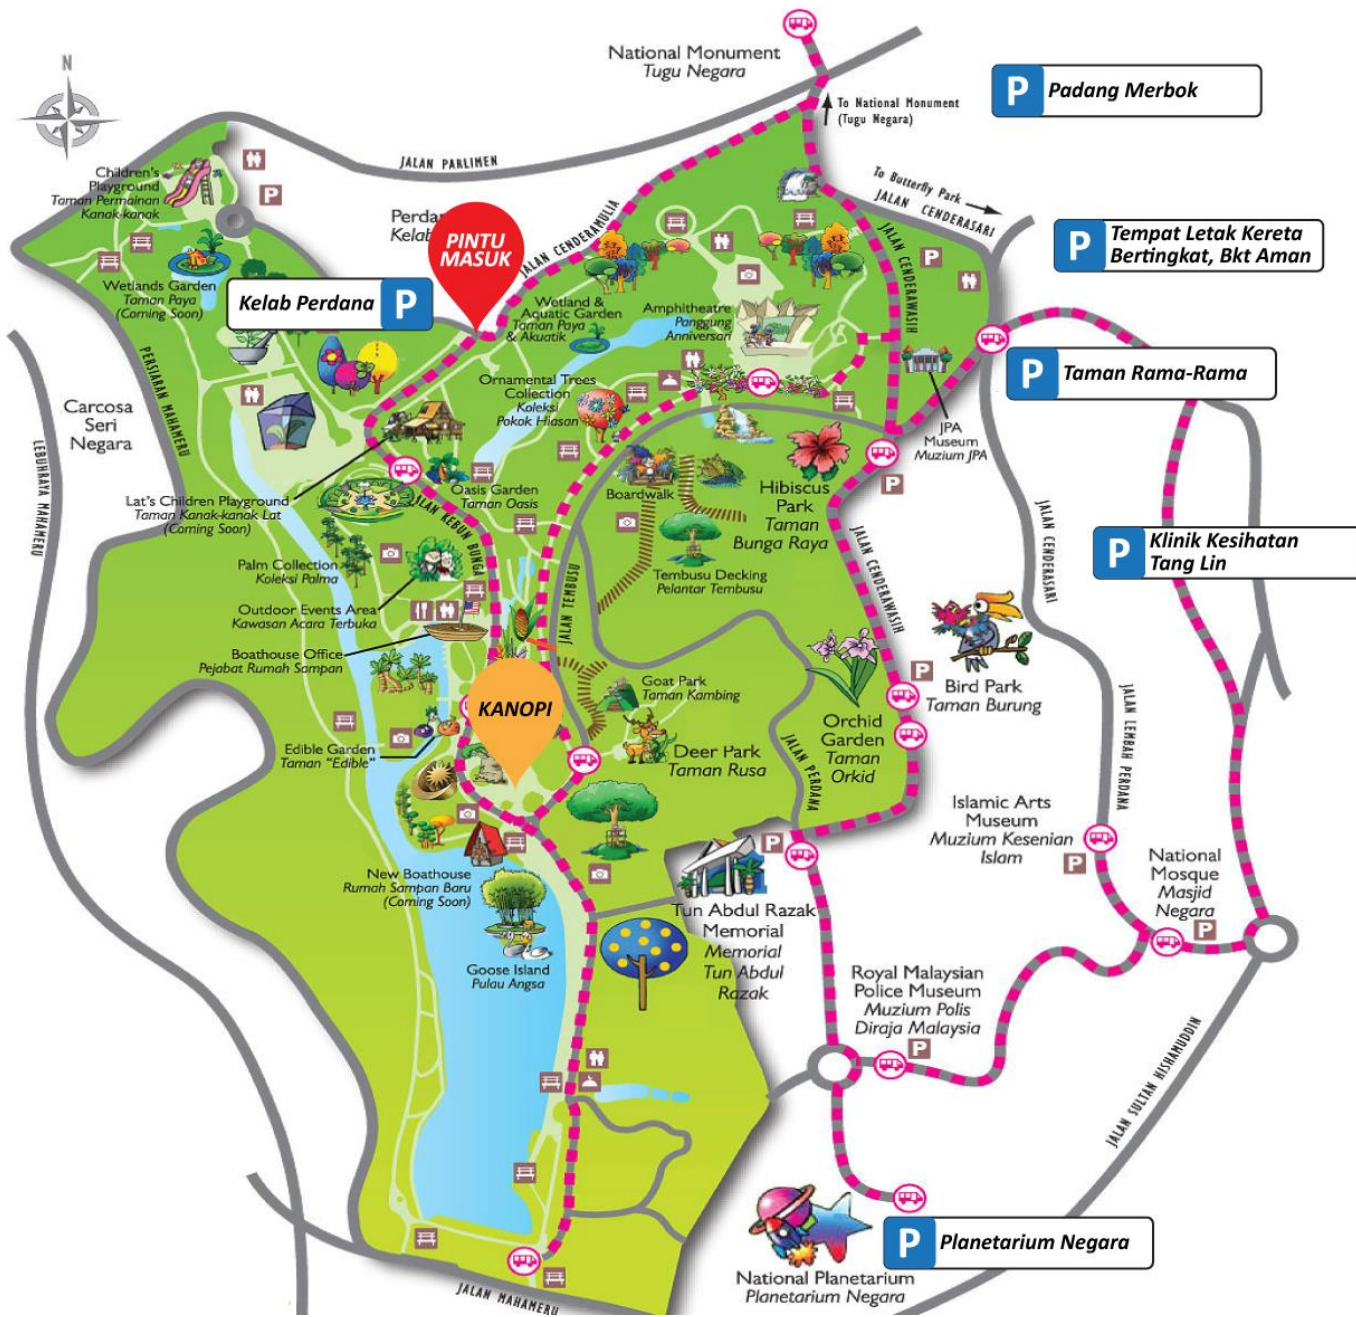 National Monument
Tugu Negara
N
P Padang Merbok
To National Monument
(Tugu Negara)
JALAN PARLIMEN
Children's
Playground
Taman Permainan
Kanak-kanak
P
To Butterfly Park
JALAN CENDERASARI
Perda
Kelab
PINTU
MASUK
JALAN CENDERAMULIA
JALAN CENDERAWASIH
P
P Tempat Letak Kereta
Bertingkat, Bkt Aman
Wetlands Garden
Taman Paya
(Coming Soon)
Kelab Perdana P
Wetland &
Aquatic Garden
Taman Paya
& Akuatik
Amphitheatre
Panggung
Anniversari
P Taman Rama-Rama
PERSIARAN MAHAMERU
Ornamental Trees
Collection
Koleksi
Pokok Hiasan
JPA
Museum
Muzium JPA
Carcosa
Seri
Negara
LEBUHRAYA MAHAMERU
Lat's Children Playground
Taman Kanak-kanak Lat
(Coming Soon)
Oasis Garden
Taman Oasis
Boardwalk
Hibiscus
Park
Taman
Bunga Raya
P
JALAN CENDERASARI
ALAN KEBUN BUNGA
P Klinik Kesihatan
Tang Lin
Palm Collection
Koleksi Palma
Tembusu Decking
Pelantar Tembusu
JALAN CENDERAWASIH
Outdoor Events Area
Kawasan Acara Terbuka
JALAN TEMBUSU
Boathouse Office
Pejabat Rumah Sampan
Goat Park
Taman Kambing
P
Bird Park
Taman Burung
KANOPI
Orchid
Garden
Taman
Orkid
JALAN LEMBAH PERDANA
Edible Garden
Taman "Edible"
Deer Park
Taman Rusa
JALAN PERDANA
Islamic Arts
Museum
Muzium Kesenian
Islam
P
P
National
Mosque
Masjid
Negara
P
New Boathouse
Rumah Sampan Baru
(Coming Soon)
Tun Abdul Razak
Memorial
Memorial
Tun Abdul
Razak
Goose Island
Pulau Angsa
Royal Malaysian
Police Museum
Muzium Polis
Diraja Malaysia
P
JALAN SULTAN HISHAMUDDIN
P Planetarium Negara
National Planetarium
Planetarium Negara
JALAN MAHAMERU